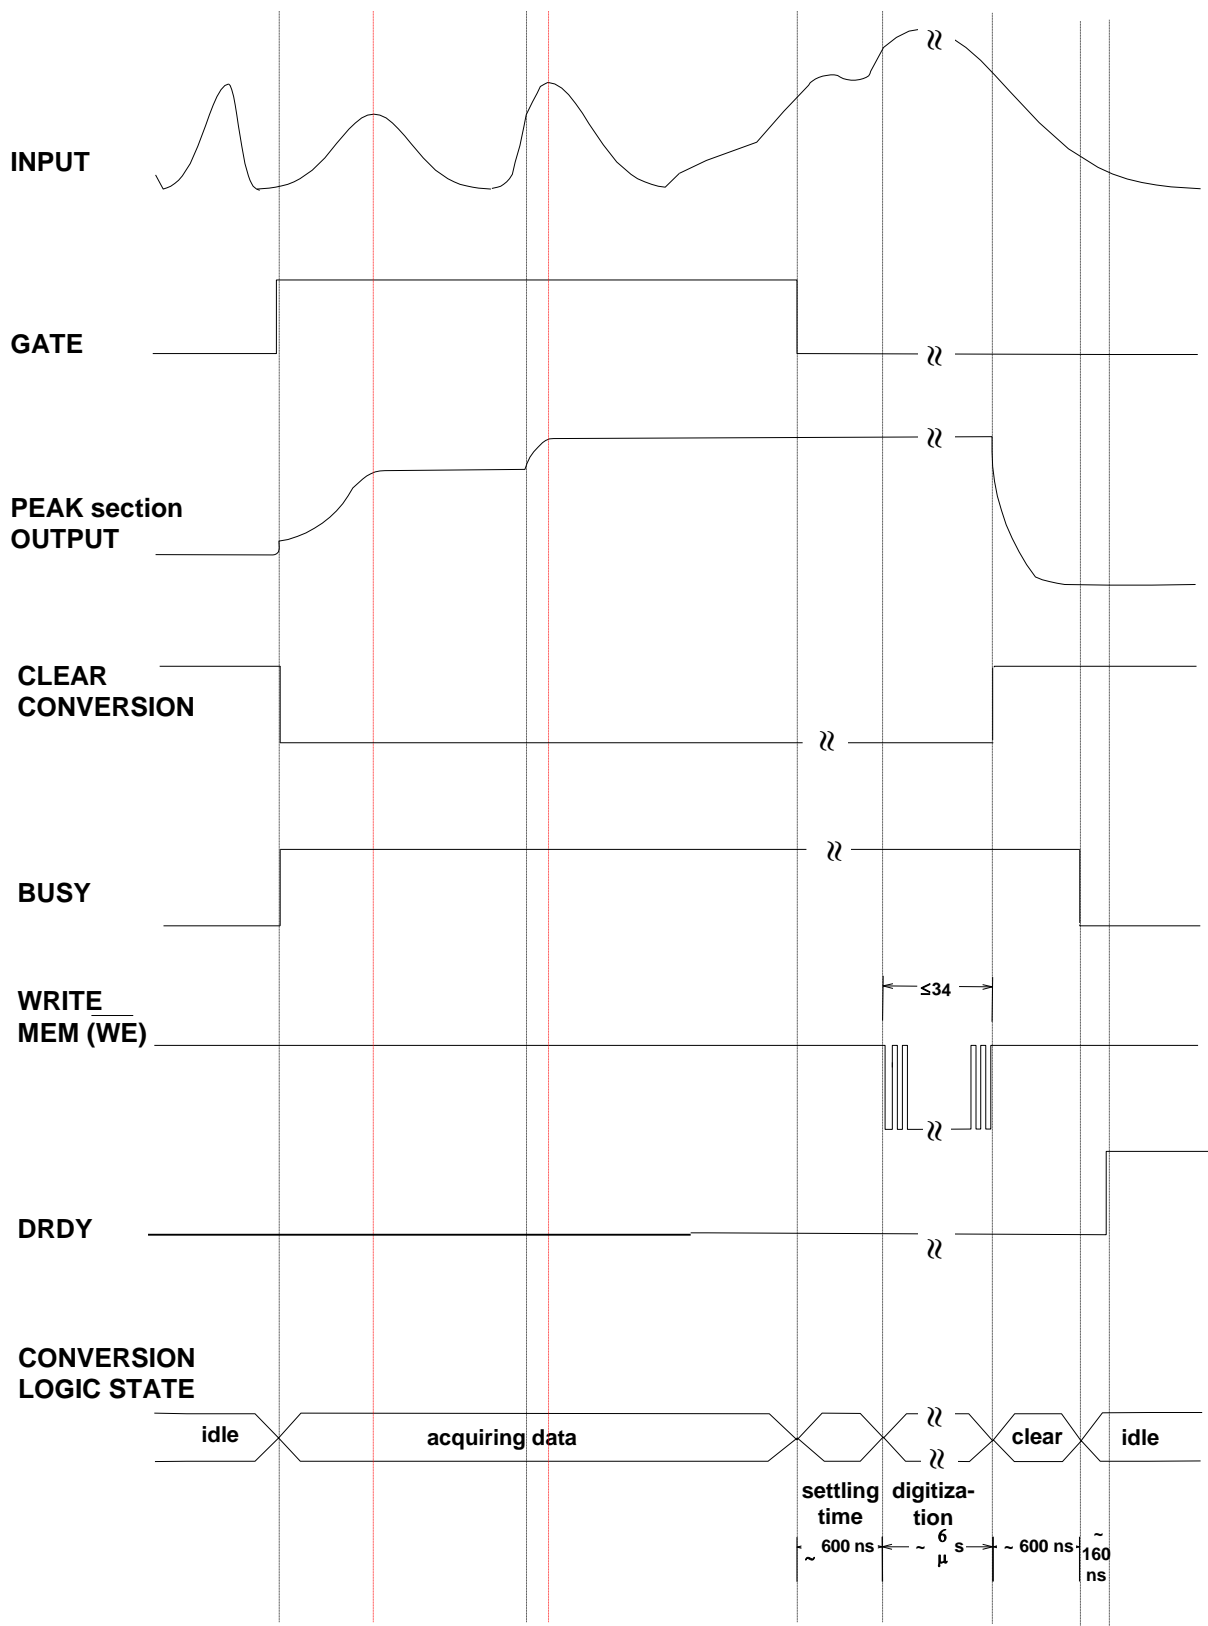 INPUT
GATE
PEAK section
OUTPUT
CLEAR
CONVERSION
BUSY
WRITE
MEM (WE)
≤34
DRDY
CONVERSION
LOGIC STATE
idle
acquiring data
clear
idle
settling
time
digitiza-
tion
~ 600 ns
~ 6 μ s
~ 600 ns
~
160
ns